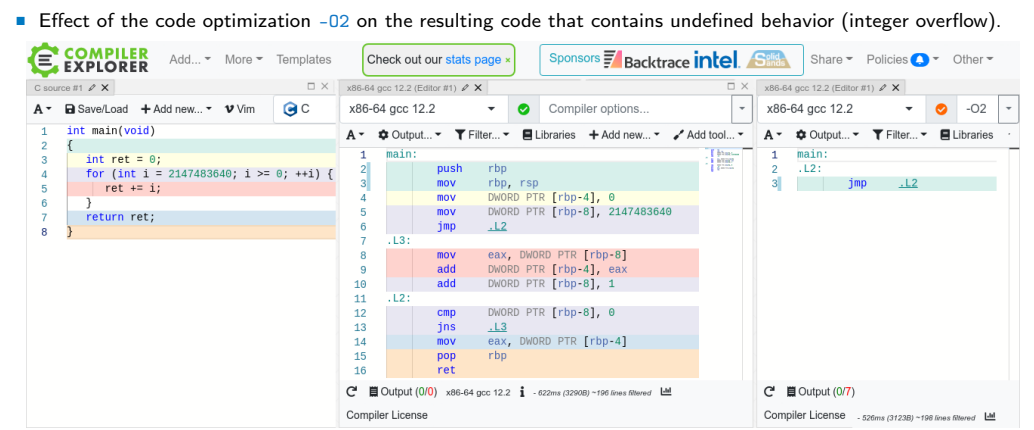 Effect of the code optimization -O2 on the resulting code that contains undefined behavior (integer overflow).
COMPILER EXPLORER Add... More Templates Check out our stats page × Sponsors Backtrace intel. Solid Sands Share Policies Other
C source #1 X
x86-64 gcc 12.2 (Editor #1) X
x86-64 gcc 12.2 (Editor #1) X
A Save/Load + Add new... Vim C
x86-64 gcc 12.2 Compiler options...
x86-64 gcc 12.2 -O2
A Output... Filter... Libraries + Add new... Add tool...
A Output... Filter... Libraries
1 int main(void)
2 {
3 int ret = 0;
4 for (int i = 2147483640; i >= 0; ++i) {
5 ret += i;
6 }
7 return ret;
8 }
1 main:
2 push rbp
3 mov rbp, rsp
4 mov DWORD PTR [rbp-4], 0
5 mov DWORD PTR [rbp-8], 2147483640
6 jmp .L2
7 .L3:
8 mov eax, DWORD PTR [rbp-8]
9 add DWORD PTR [rbp-4], eax
10 add DWORD PTR [rbp-8], 1
11 .L2:
12 cmp DWORD PTR [rbp-8], 0
13 jns .L3
14 mov eax, DWORD PTR [rbp-4]
15 pop rbp
16 ret
1 main:
2 .L2:
3 jmp .L2
Output (0/0) x86-64 gcc 12.2 i - 622ms (3290B) ~196 lines filtered
Compiler License
Output (0/7)
Compiler License - 526ms (3123B) ~198 lines filtered